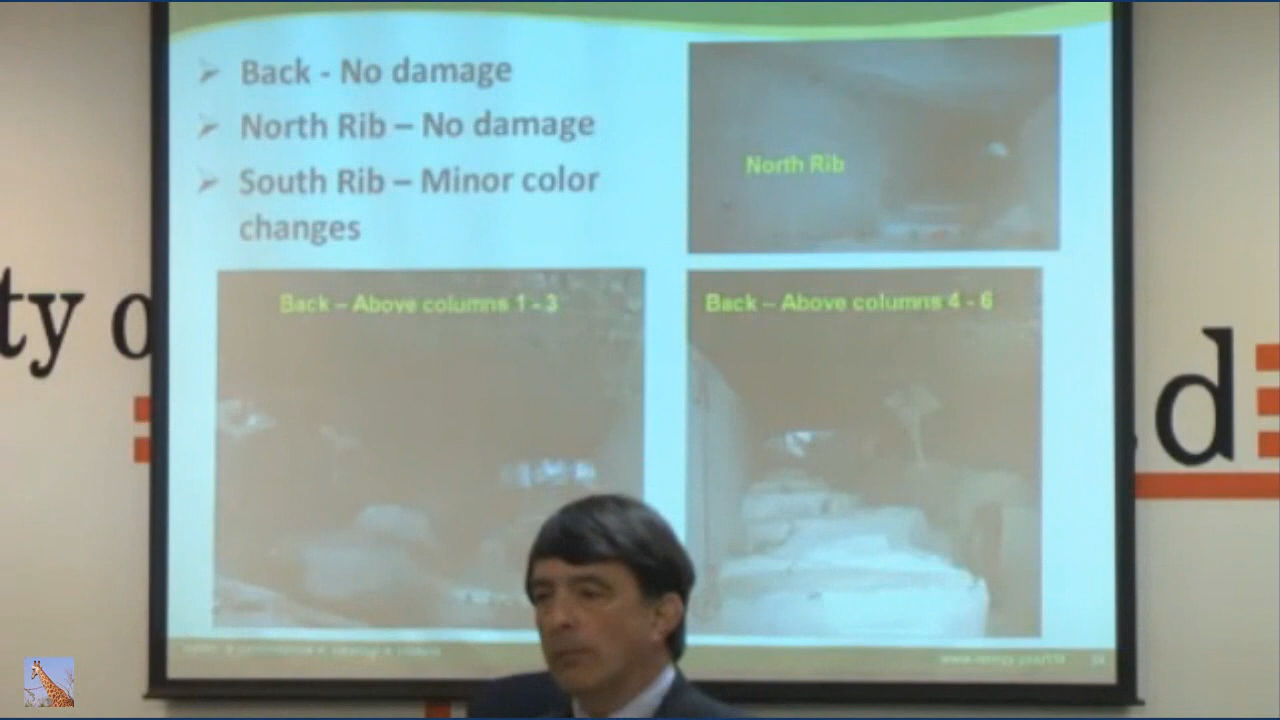 Back - No damage
North Rib – No damage
South Rib – Minor color
changes
North Rib
Back – Above columns 1 - 3
Back – Above columns 4 - 6
ty o
d